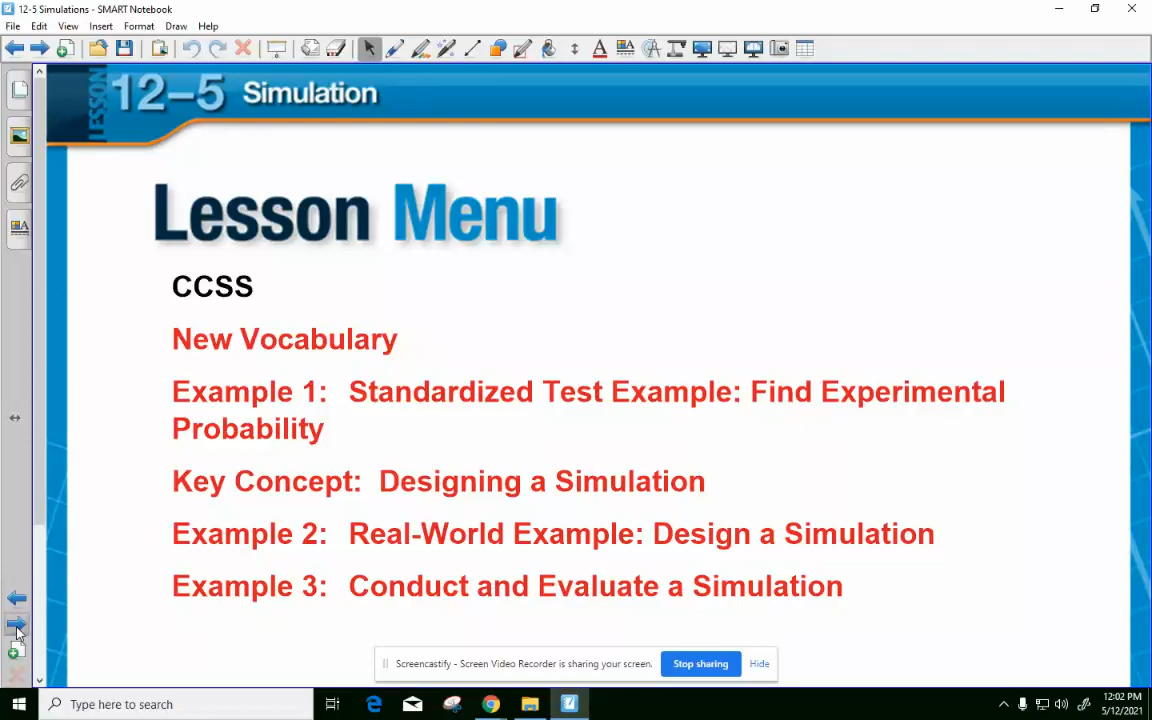 12-5 Simulations - SMART Notebook
File Edit View Insert Format Draw Help
LESSON 12–5 Simulation
Lesson Menu
CCSS
New Vocabulary
Example 1: Standardized Test Example: Find Experimental
Probability
Key Concept: Designing a Simulation
Example 2: Real-World Example: Design a Simulation
Example 3: Conduct and Evaluate a Simulation
Screencastify - Screen Video Recorder is sharing your screen. Stop sharing Hide
Type here to search
12:02 PM
5/12/2021